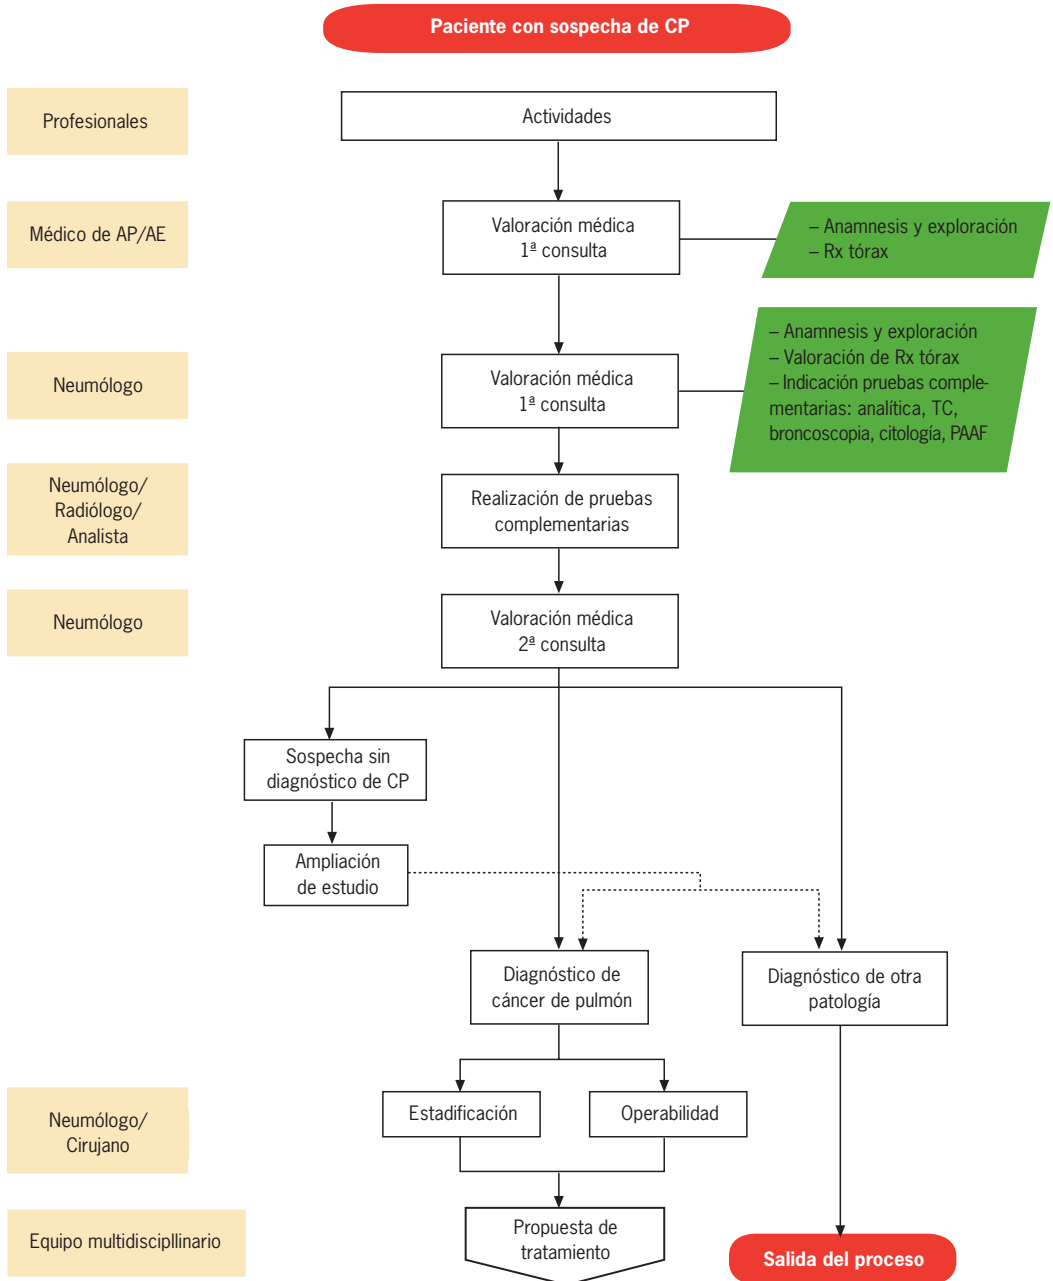 Paciente con sospecha de CP
Profesionales
Actividades
Médico de AP/AE
Valoración médica
1ª consulta
– Anamnesis y exploración
– Rx tórax
Neumólogo
Valoración médica
1ª consulta
– Anamnesis y exploración
– Valoración de Rx tórax
– Indicación pruebas comple-
mentarias: analítica, TC,
broncoscopia, citología, PAAF
Neumólogo/
Radiólogo/
Analista
Realización de pruebas
complementarias
Neumólogo
Valoración médica
2ª consulta
Sospecha sin
diagnóstico de CP
Ampliación
de estudio
Diagnóstico de
cáncer de pulmón
Diagnóstico de otra
patología
Neumólogo/
Cirujano
Estadificación
Operabilidad
Equipo multidiscipllinario
Propuesta de
tratamiento
Salida del proceso